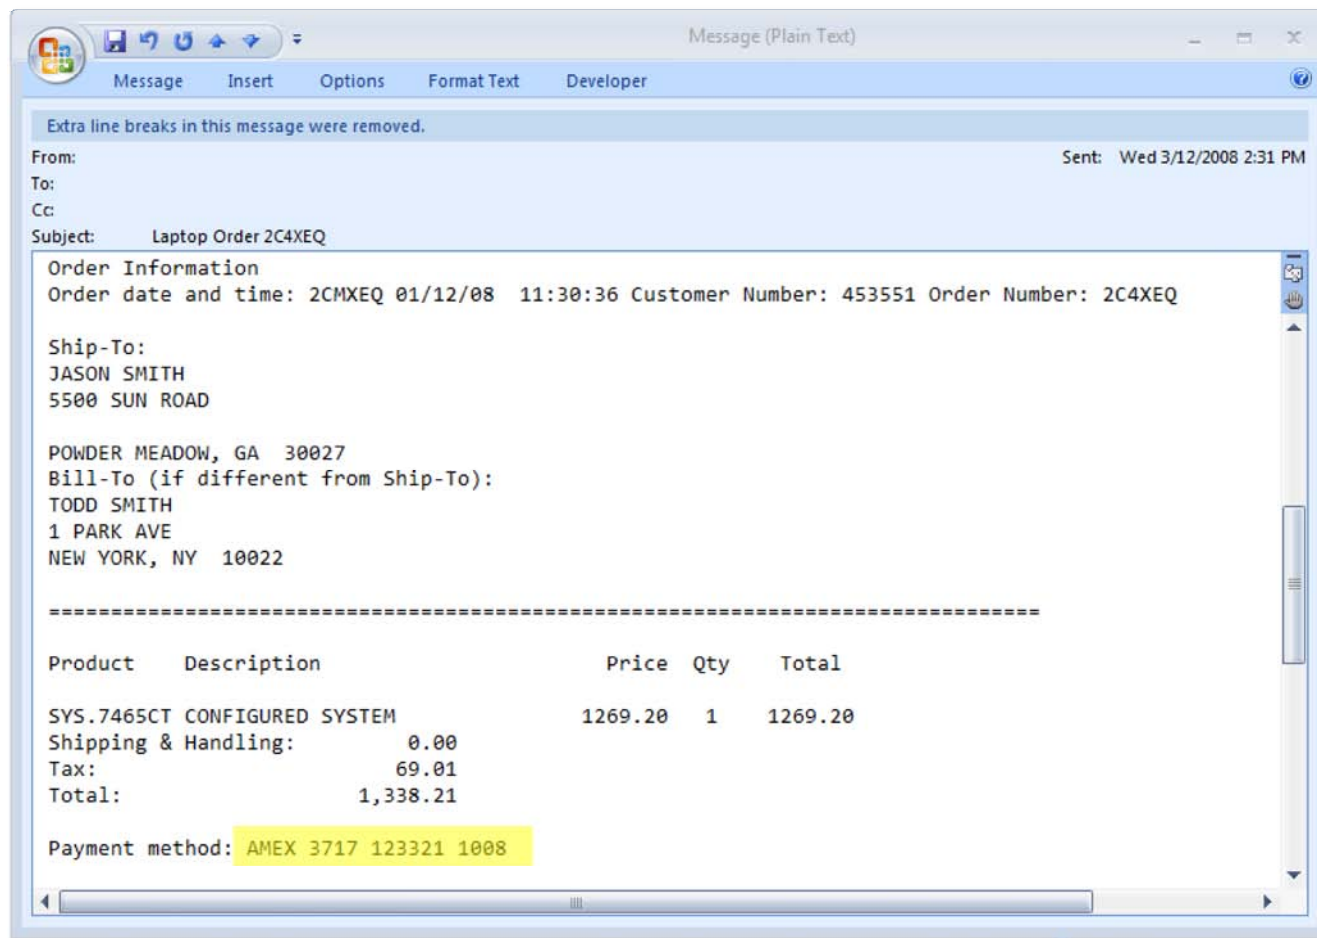 Message (Plain Text)
Message Insert Options Format Text Developer
Extra line breaks in this message were removed.
From: Sent: Wed 3/12/2008 2:31 PM
To:
Cc:
Subject: Laptop Order 2C4XEQ
Order Information
Order date and time: 2CMXEQ 01/12/08 11:30:36 Customer Number: 453551 Order Number: 2C4XEQ
Ship-To:
JASON SMITH
5500 SUN ROAD
POWDER MEADOW, GA 30027
Bill-To (if different from Ship-To):
TODD SMITH
1 PARK AVE
NEW YORK, NY 10022
===============================================================================
Product Description Price Qty Total
SYS.7465CT CONFIGURED SYSTEM 1269.20 1 1269.20
Shipping & Handling: 0.00
Tax: 69.01
Total: 1,338.21
Payment method: AMEX 3717 123321 1008